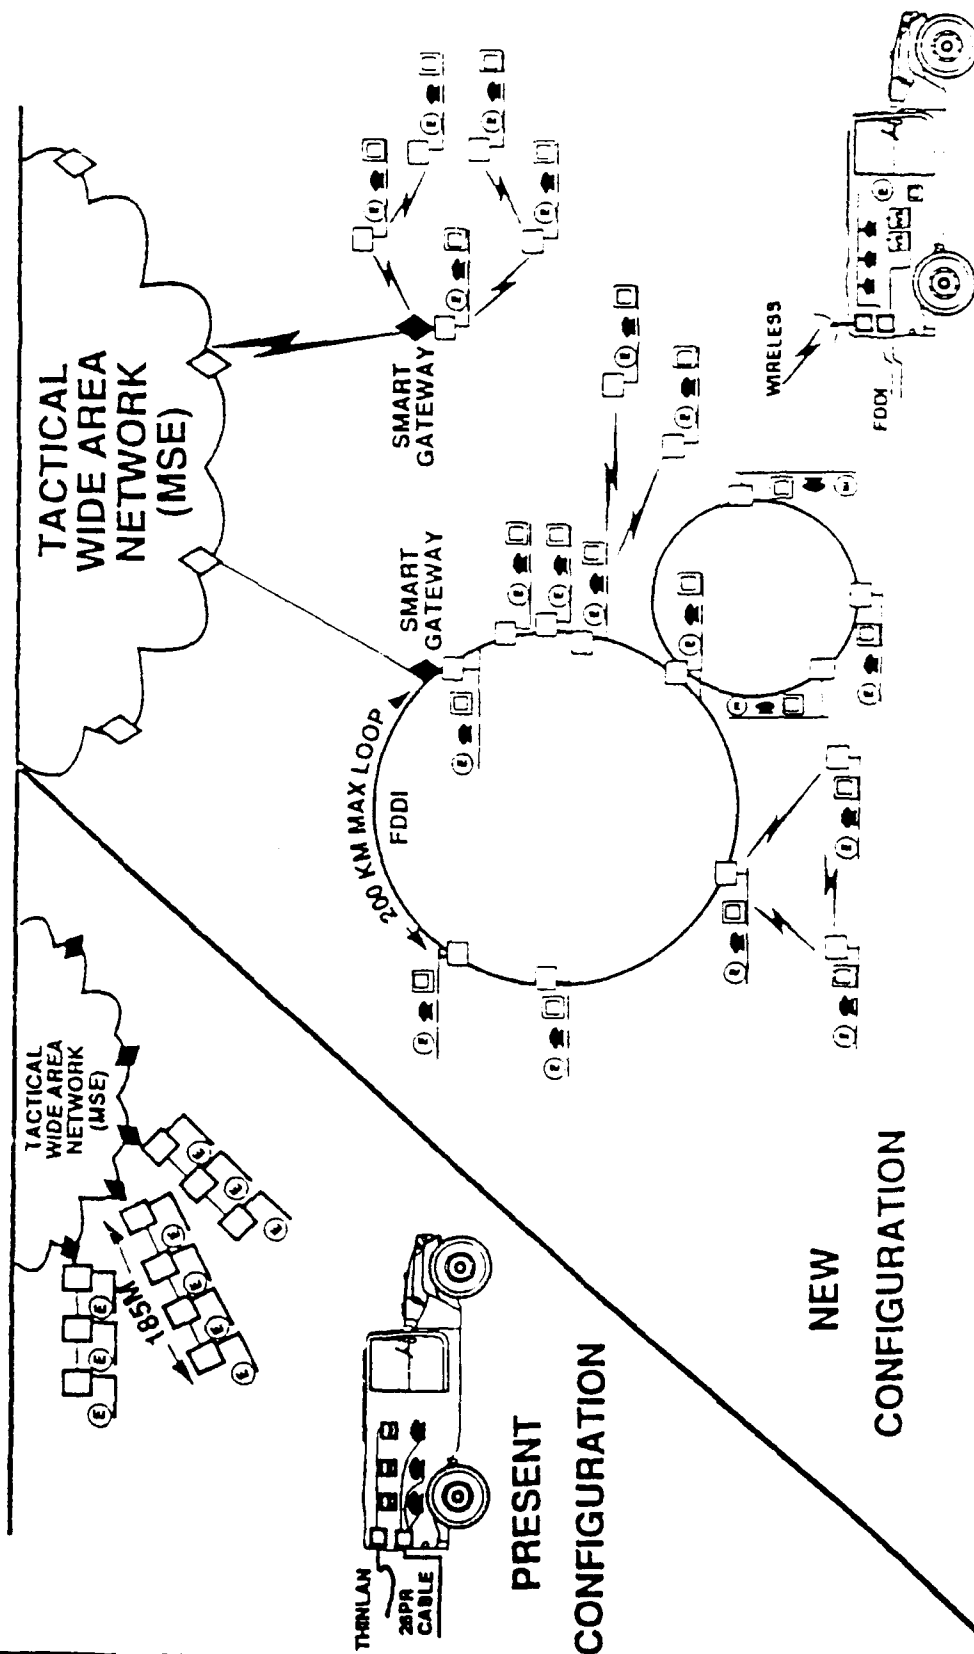 TACTICAL
WIDE AREA
NETWORK
(MSE)
185M
E
E
E
E
E
E
E
E
E
E
THINLAN
26PR
CABLE
PRESENT
CONFIGURATION
TACTICAL
WIDE AREA
NETWORK
(MSE)
SMART
GATEWAY
SMART
GATEWAY
200 KM MAX LOOP
FDDI
WIRELESS
FDDI
NEW
CONFIGURATION